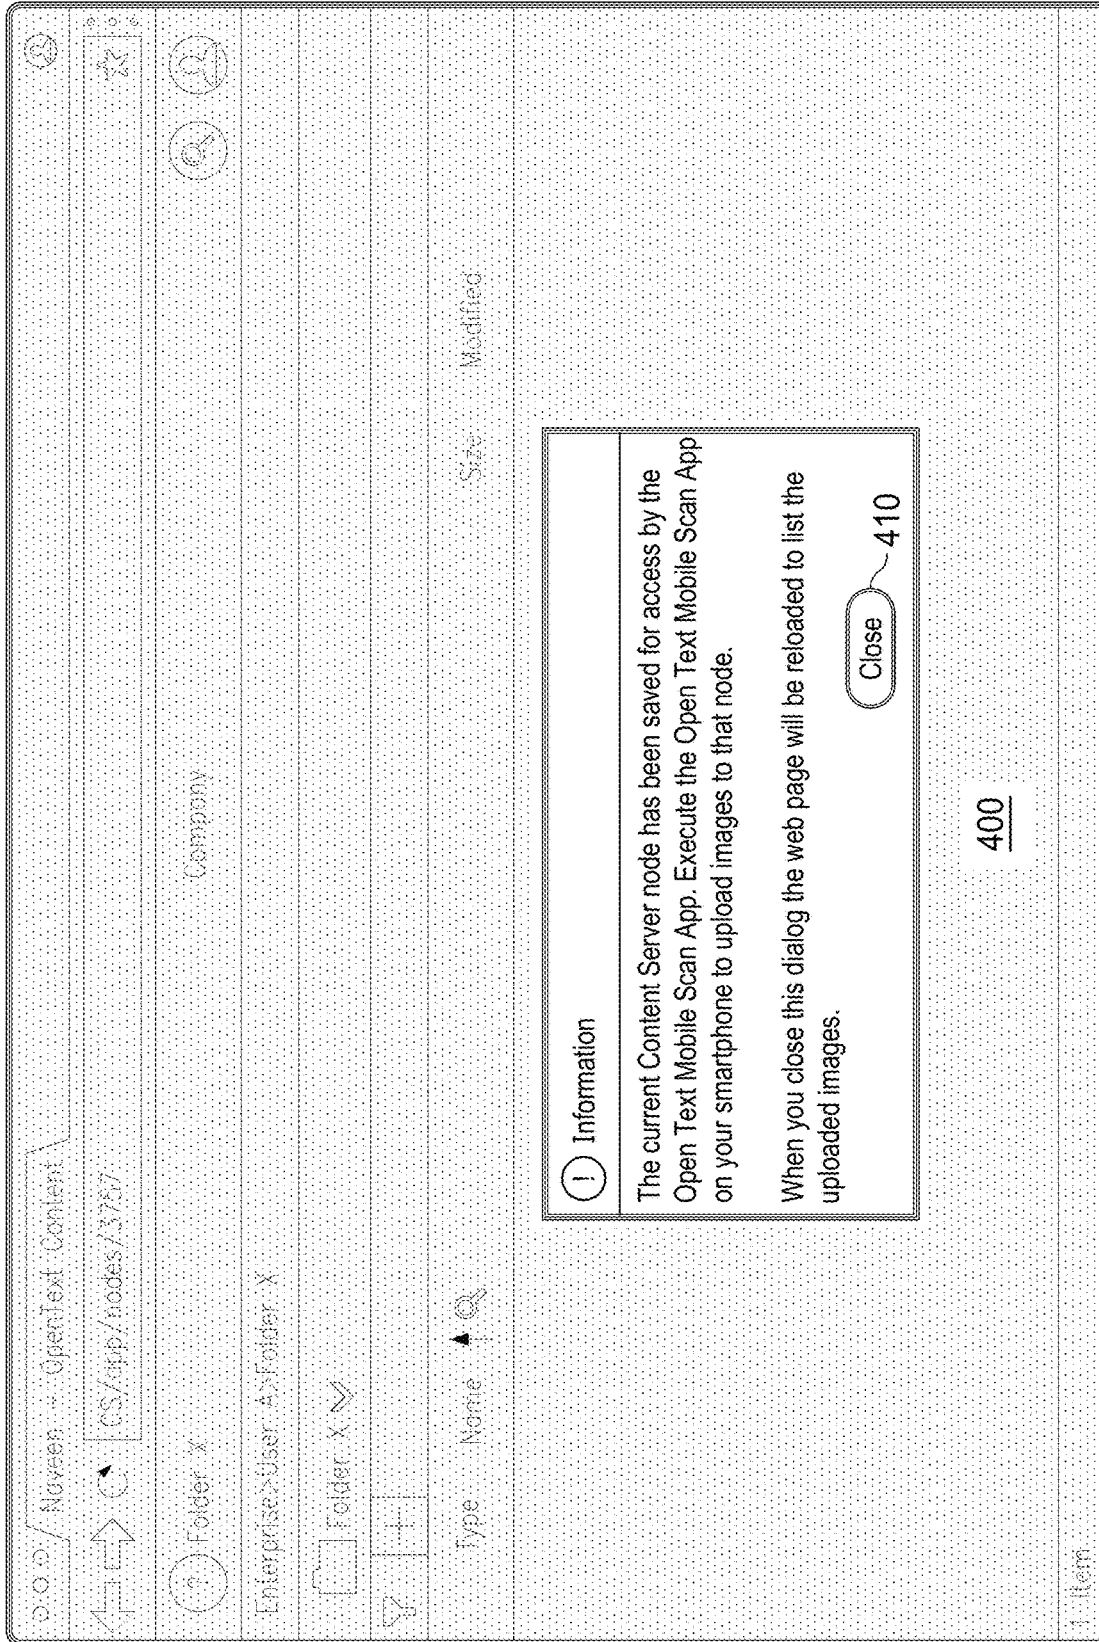 Naveen - OpenText Content
CS/app/nodes/3767
? Folder X Company
Enterprise>User A>Folder X
Folder X
Type Name Size Modified
! Information
The current Content Server node has been saved for access by the
Open Text Mobile Scan App. Execute the Open Text Mobile Scan App
on your smartphone to upload images to that node.
When you close this dialog the web page will be reloaded to list the
uploaded images.
Close 410
400
1 Item